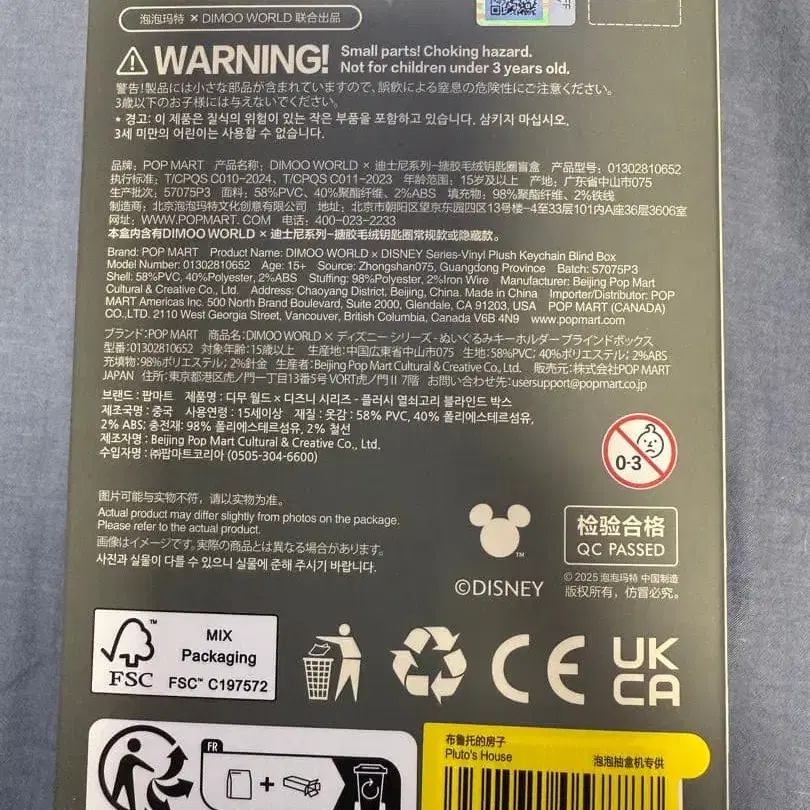 泡泡玛特 × DIMOO WORLD 联合出品
WARNING! Small parts! Choking hazard.
Not for children under 3 years old.
警告!製品には小さな部品が含まれていますので、誤飲による窒息の危険性にご注意ください。
3歳以下のお子様には与えないでください。
* 경고: 이 제품은 질식의 위험이 있는 작은 부품을 포함하고 있습니다. 삼키지 마십시오.
3세 미만의 어린이는 사용할 수 없습니다.
品牌: POP MART 产品名称: DIMOO WORLD × 迪士尼系列-搪胶毛绒钥匙圈盲盒 产品型号: 01302810652
执行标准: T/CPQS C010-2024、T/CPQS C011-2023 年龄范围: 15岁及以上 产地: 广东省中山市075
生产批次: 57075P3 面料: 58%PVC、40%聚酯纤维、2%ABS 填充物: 98%聚酯纤维、2%铁线
制造商: 北京泡泡玛特文化创意有限公司 地址: 北京市朝阳区望京东园四区13号楼-4至33层101内A座36层3606室
网址: WWW.POPMART.COM 电话: 400-023-2233
本盒内含有DIMOO WORLD × 迪士尼系列-搪胶毛绒钥匙圈常规款或隐藏款。
Brand: POP MART Product Name: DIMOO WORLD × DISNEY Series-Vinyl Plush Keychain Blind Box
Model Number: 01302810652 Age: 15+ Source: Zhongshan075, Guangdong Province Batch: 57075P3
Shell: 58%PVC, 40%Polyester, 2%ABS Stuffing: 98%Polyester, 2%Iron Wire Manufacturer: Beijing Pop Mart
Cultural & Creative Co., Ltd. Address: Chaoyang District, Beijing, China. Made in China Importer/Distributor: POP
MART Americas Inc. 500 North Brand Boulevard, Suite 2000, Glendale, CA 91203, USA POP MART (CANADA)
CO.,LTD. 2110 West Georgia Street, Vancouver, British Columbia, Canada V6B 4N9 www.popmart.com
ブランド: POP MART 商品名: DIMOO WORLD × ディズニー シリーズ - ぬいぐるみキーホルダー ブラインドボックス
型番: 01302810652 対象年齢: 15歳以上 生産地: 中国広東省中山市075 生地: 58%PVC; 40%ポリエステル; 2%ABS
充填物: 98%ポリエステル; 2%針金 生産者: Beijing Pop Mart Cultural & Creative Co., Ltd. 販売元: 株式会社POP MART
JAPAN 住所: 東京都港区虎ノ門一丁目13番5号 VORT虎ノ門Ⅱ 7階 お問い合わせ先: usersupport@popmart.co.jp
브랜드 : 팝마트 제품명 : 디무 월드 × 디즈니 시리즈 - 플러시 열쇠고리 블라인드 박스
제조국명 : 중국 사용연령 : 15세이상 재질 : 겉감 : 58% PVC, 40% 폴리에스테르섬유,
2% ABS; 충전재: 98% 폴리에스테르섬유, 2% 철선
제조자명 : Beijing Pop Mart Cultural & Creative Co., Ltd.
수입자명 : ㈜팝마트코리아 (0505-304-6600)
0-3
图片可能与实物不符，请以实物为准。
Actual product may differ slightly from photos on the package.
Please refer to the actual product.
画像はイメージです。実際の商品とは異なる場合があります。
사진과 실물이 다를 수 있으니 실물에 준해 주시기 바랍니다.
TM
©DISNEY
检验合格
QC PASSED
© 2025 泡泡玛特 中国制造
版权所有，仿冒必究。
FSC
MIX
Packaging
FSC™ C197572
CE
UK
CA
FR
+
布鲁托的房子
Pluto's House
泡泡抽盒机专供